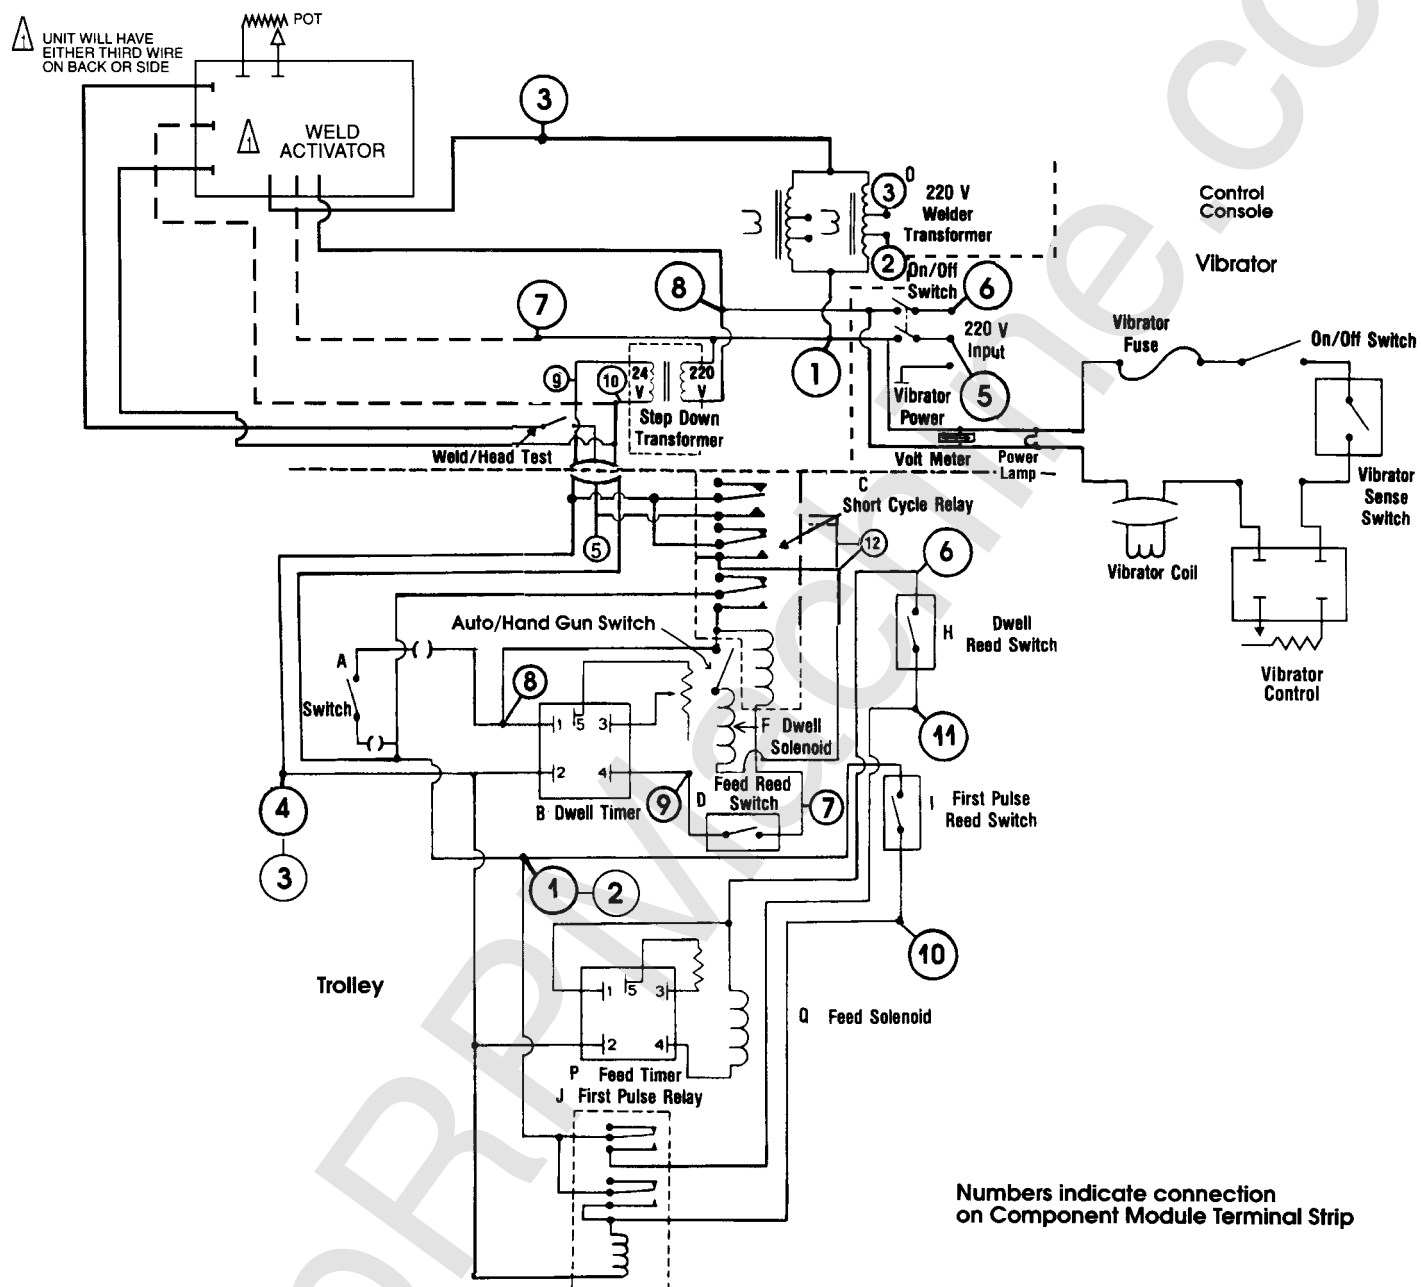 POT
1
UNIT WILL HAVE
EITHER THIRD WIRE
ON BACK OR SIDE
1
WELD
ACTIVATOR
3
O
3
220 V
Welder
Transformer
2
Control
Console
Vibrator
On/Off
Switch
6
8
7
220 V
Input
1
5
Vibrator
Power
Vibrator
Fuse
On/Off Switch
9
10
24
V
220
V
Step Down
Transformer
Weld/Head Test
Volt Meter
Power
Lamp
Vibrator
Sense
Switch
C
Short Cycle Relay
5
12
6
Vibrator Coil
Auto/Hand Gun Switch
H
Dwell
Reed Switch
Vibrator
Control
A
Switch
8
1
5
3
2
4
F Dwell
Solenoid
11
Feed Reed
Switch
D
9
7
4
B Dwell Timer
I
First Pulse
Reed Switch
3
1
2
10
Trolley
1
5
3
2
4
Q Feed Solenoid
P Feed Timer
J First Pulse Relay
Numbers indicate connection
on Component Module Terminal Strip